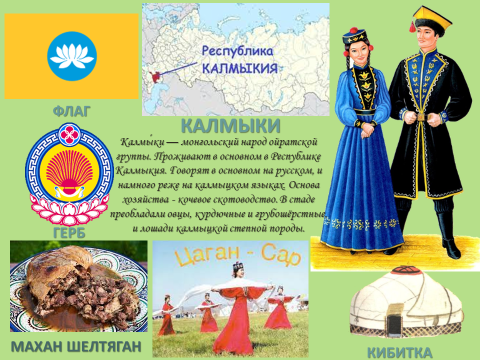 Республика
КАЛМЫКИЯ
ФЛАГ
КАЛМЫКИ
Калмы́ки — монгольский народ ойратской
группы. Проживают в основном в Республике
Калмыкия. Говорят в основном на русском, и
намного реже на калмыцком языках. Основа
хозяйства - кочевое скотоводство. В стаде
преобладали овцы, курдючные и грубошёрстные
и лошади калмыцкой степной породы.
ГЕРБ
Цаган - Сар
МАХАН ШЕЛТЯГАН
КИБИТКА